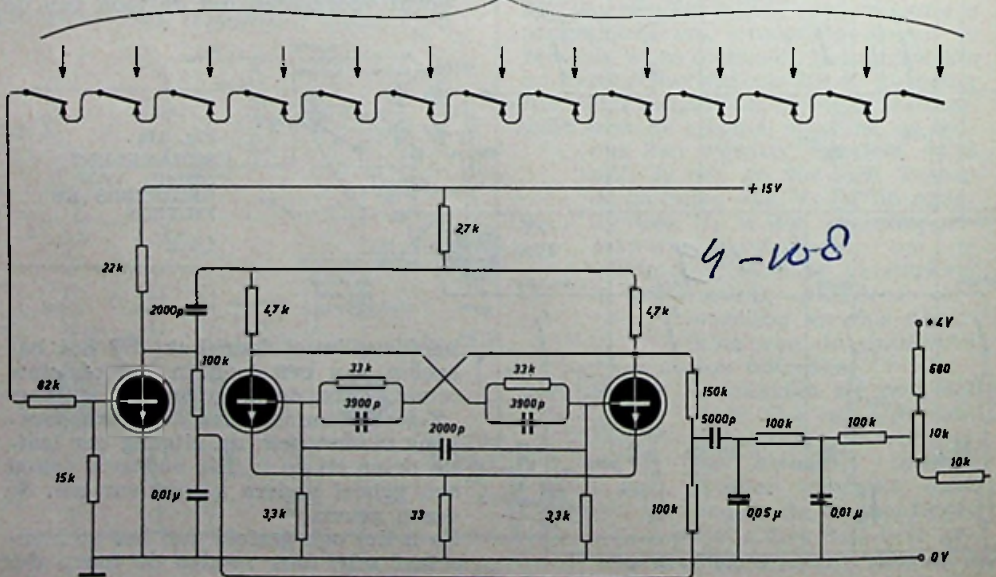 + 15V
2,7k
22k
4-10-8
2000p
4,7k
4,7k
+4V
100k
33k
33k
680
82k
3900p
3900p
150k
5000p
100k
100k
10k
2000p
10k
15k
0,01µ
3,3k
33
3,3k
100k
0,05µ
0,01µ
0V